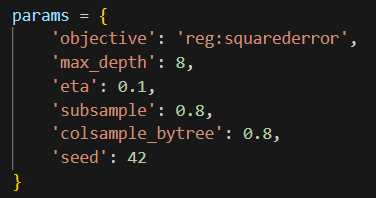 params = {
    'objective': 'reg:squarederror',
    'max_depth': 8,
    'eta': 0.1,
    'subsample': 0.8,
    'colsample_bytree': 0.8,
    'seed': 42
}